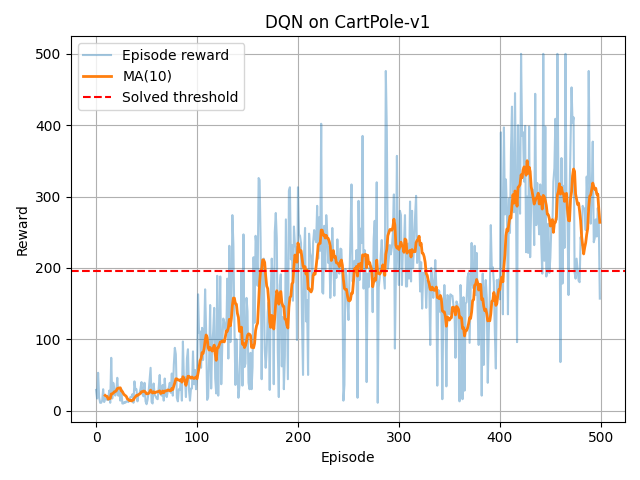 DQN on CartPole-v1
Episode reward
MA(10)
Solved threshold
Reward
500
400
300
200
100
0
0 100 200 300 400 500
Episode